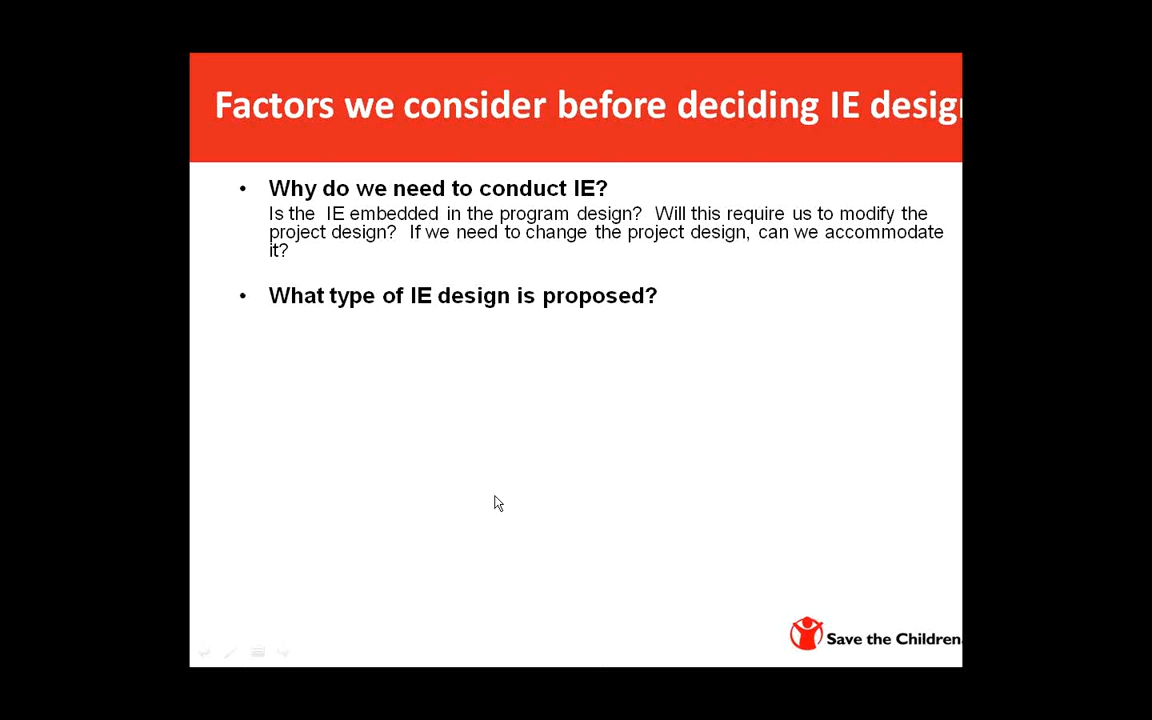 Factors we consider before deciding IE desig
• Why do we need to conduct IE?
Is the IE embedded in the program design? Will this require us to modify the
project design? If we need to change the project design, can we accommodate
it?
• What type of IE design is proposed?
Save the Children